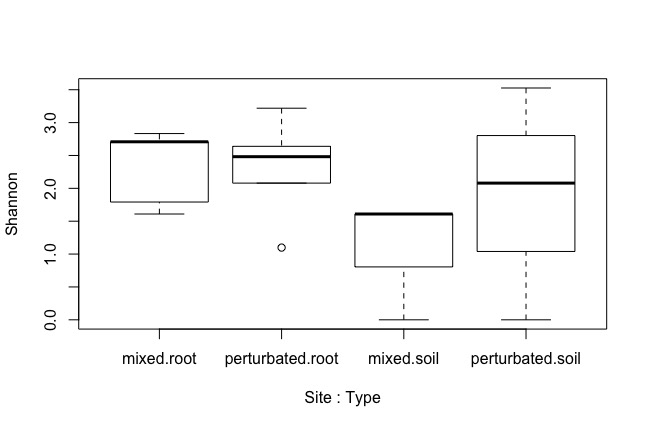 Shannon
3.0
2.0
1.0
0.0
mixed.root perturbated.root mixed.soil perturbated.soil
Site : Type